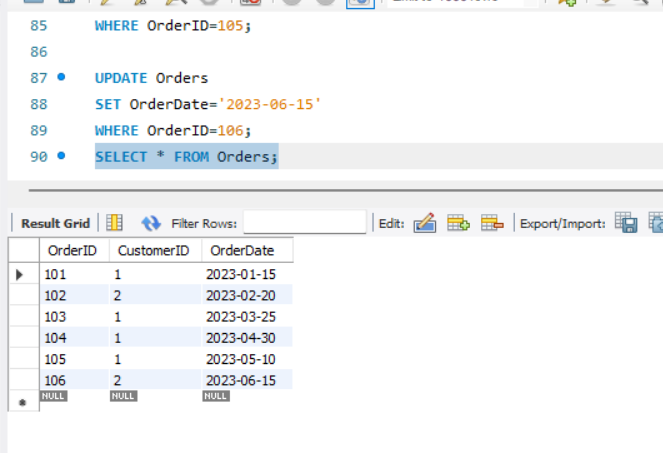 85 WHERE OrderID=105;
86
87 UPDATE Orders
88 SET OrderDate='2023-06-15'
89 WHERE OrderID=106;
90 SELECT * FROM Orders;
Result Grid Filter Rows: Edit: Export/Import:
OrderID CustomerID OrderDate
101 1 2023-01-15
102 2 2023-02-20
103 1 2023-03-25
104 1 2023-04-30
105 1 2023-05-10
106 2 2023-06-15
NULL NULL NULL